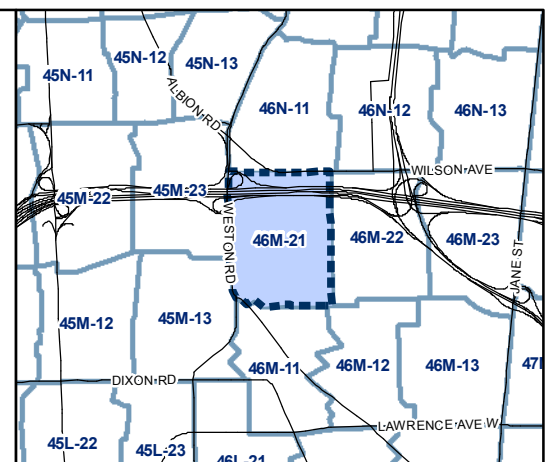 45N-11
45N-12
45N-13
ALBION RD
46N-11
46N-12
46N-13
WILSON AVE
45M-22
45M-23
WESTON RD
46M-21
46M-22
46M-23
JANE ST
45M-12
45M-13
46M-11
46M-12
46M-13
DIXON RD
LAWRENCE AVE W
45L-22
45L-23
46L-21